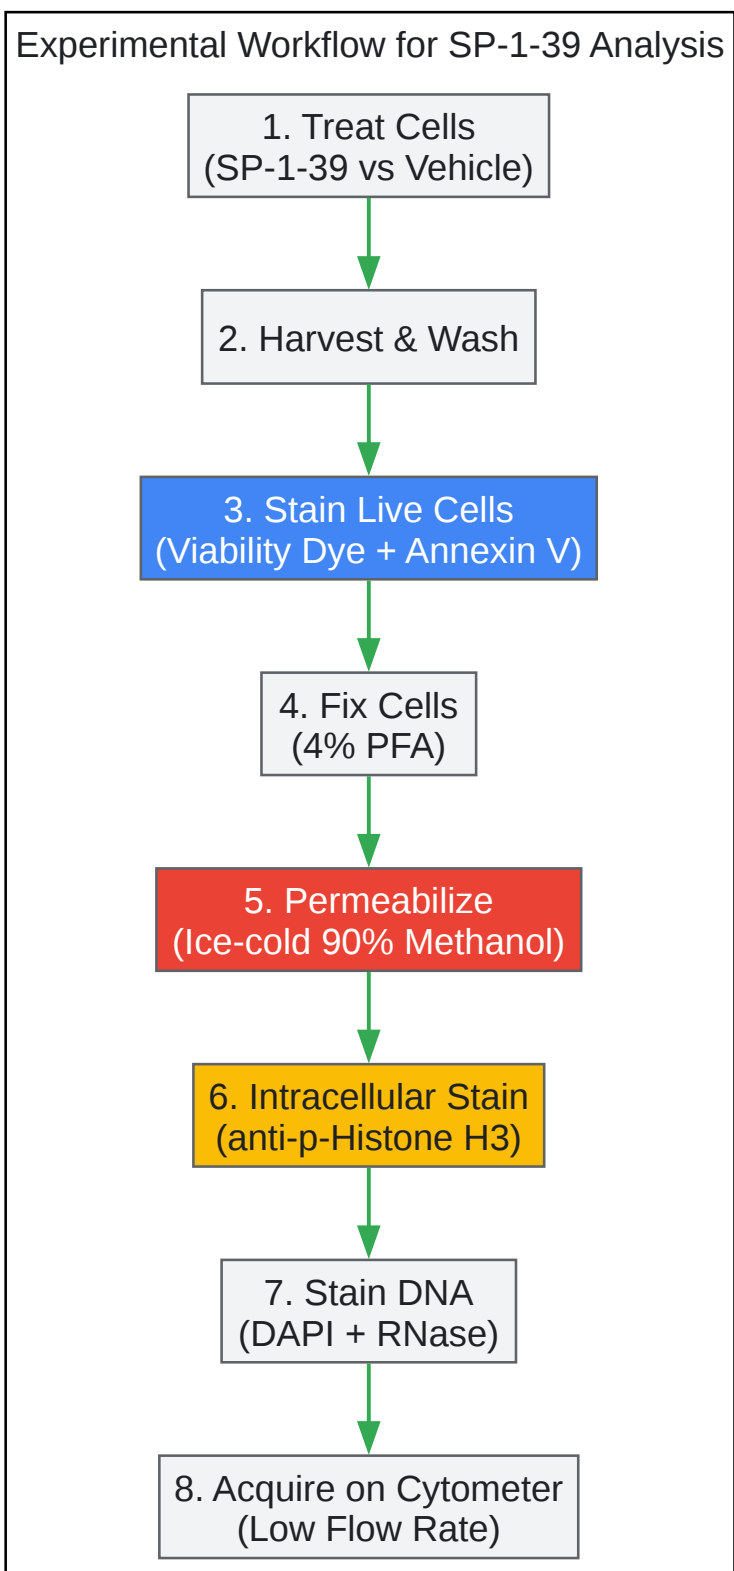 Experimental Workflow for SP-1-39 Analysis
1. Treat Cells
(SP-1-39 vs Vehicle)
2. Harvest & Wash
3. Stain Live Cells
(Viability Dye + Annexin V)
4. Fix Cells
(4% PFA)
5. Permeabilize
(Ice-cold 90% Methanol)
6. Intracellular Stain
(anti-p-Histone H3)
7. Stain DNA
(DAPI + RNase)
8. Acquire on Cytometer
(Low Flow Rate)